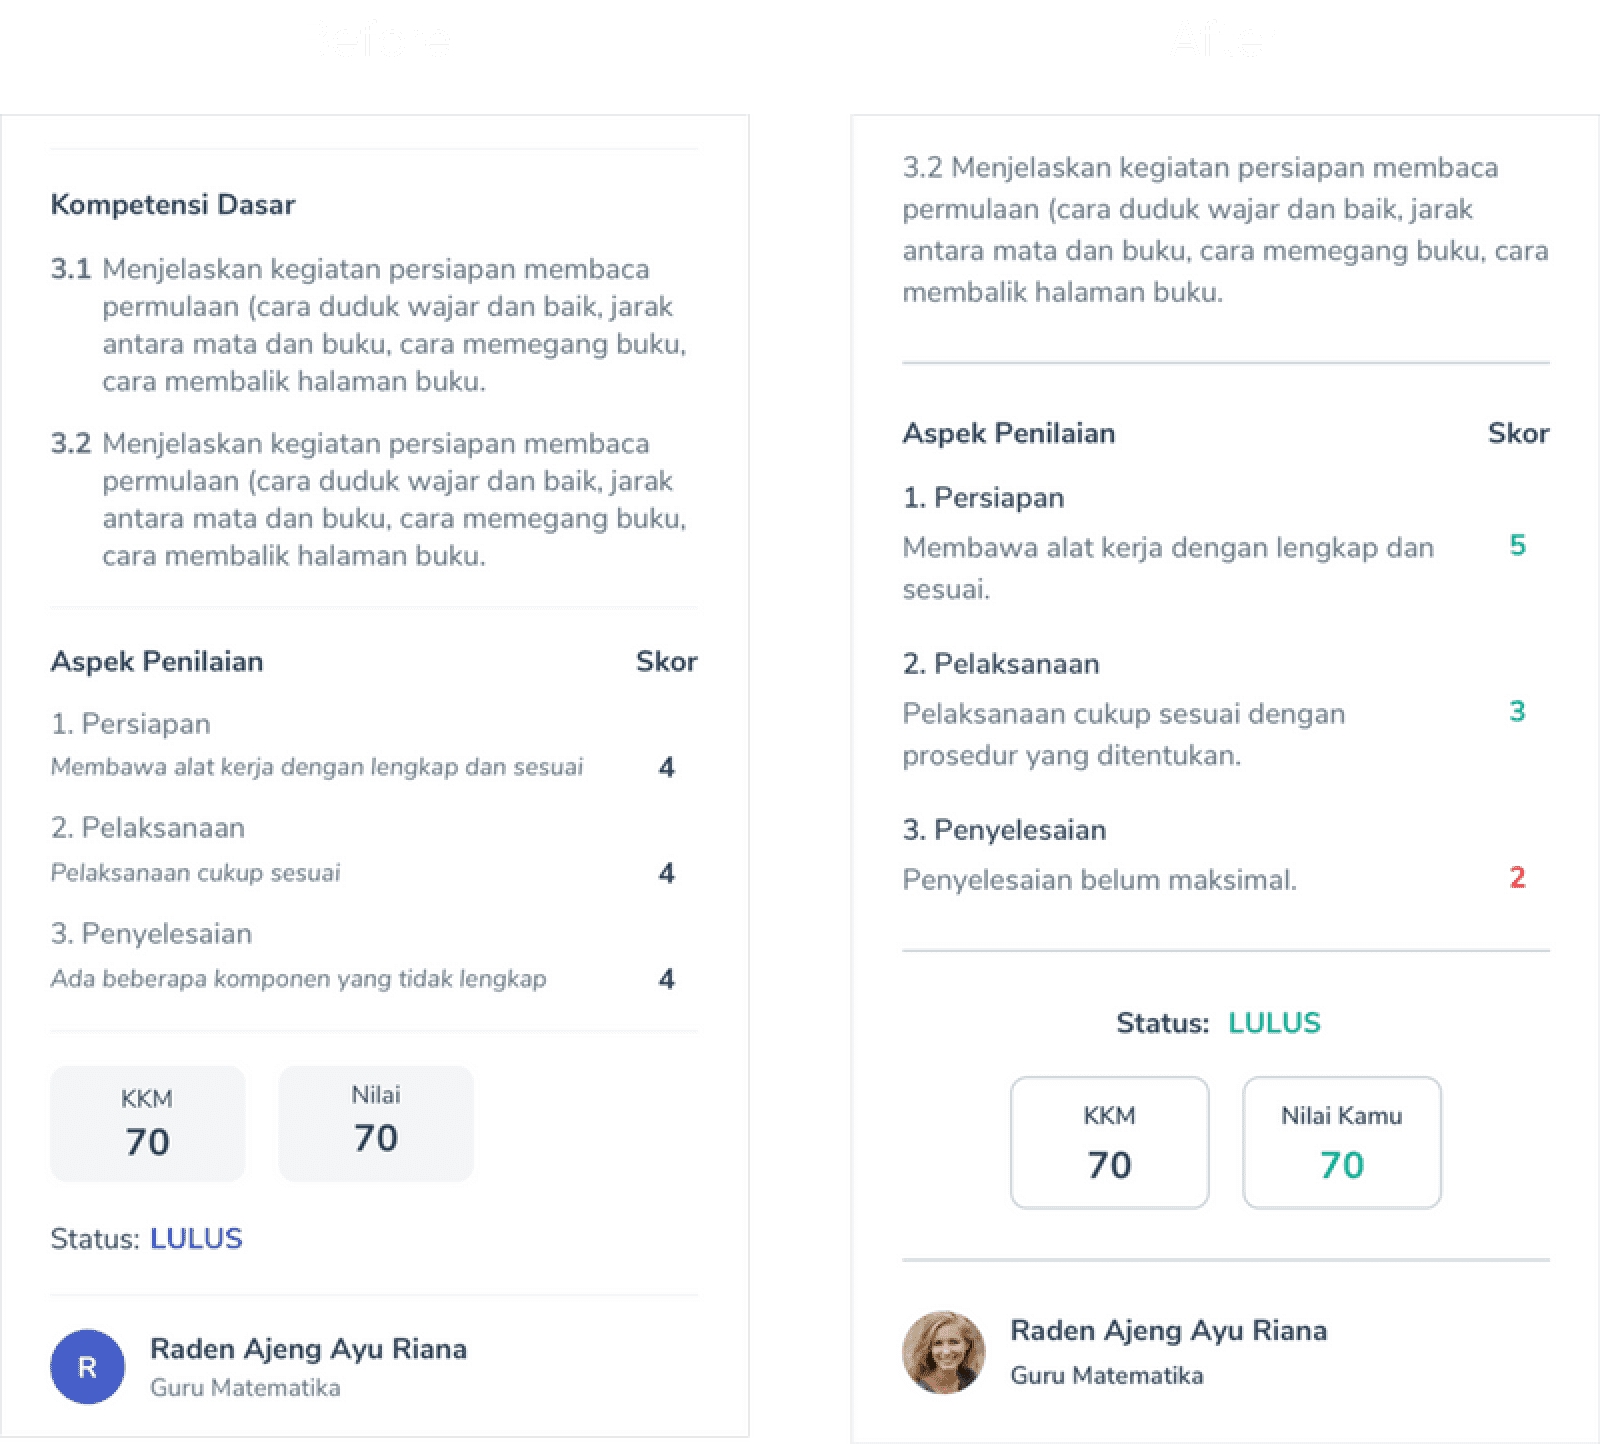 Before
After
Kompetensi Dasar
3.1 Menjelaskan kegiatan persiapan membaca
permulaan (cara duduk wajar dan baik, jarak
antara mata dan buku, cara memegang buku,
cara membalik halaman buku.
3.2 Menjelaskan kegiatan persiapan membaca
permulaan (cara duduk wajar dan baik, jarak
antara mata dan buku, cara memegang buku,
cara membalik halaman buku.
Aspek Penilaian Skor
1. Persiapan
Membawa alat kerja dengan lengkap dan sesuai 4
2. Pelaksanaan
Pelaksanaan cukup sesuai 4
3. Penyelesaian
Ada beberapa komponen yang tidak lengkap 4
KKM Nilai
70 70
Status: LULUS
R
Raden Ajeng Ayu Riana
Guru Matematika
3.2 Menjelaskan kegiatan persiapan membaca
permulaan (cara duduk wajar dan baik, jarak
antara mata dan buku, cara memegang buku, cara
membalik halaman buku.
Aspek Penilaian Skor
1. Persiapan
Membawa alat kerja dengan lengkap dan 5
sesuai.
2. Pelaksanaan
Pelaksanaan cukup sesuai dengan 3
prosedur yang ditentukan.
3. Penyelesaian
Penyelesaian belum maksimal. 2
Status: LULUS
KKM Nilai Kamu
70 70
Raden Ajeng Ayu Riana
Guru Matematika